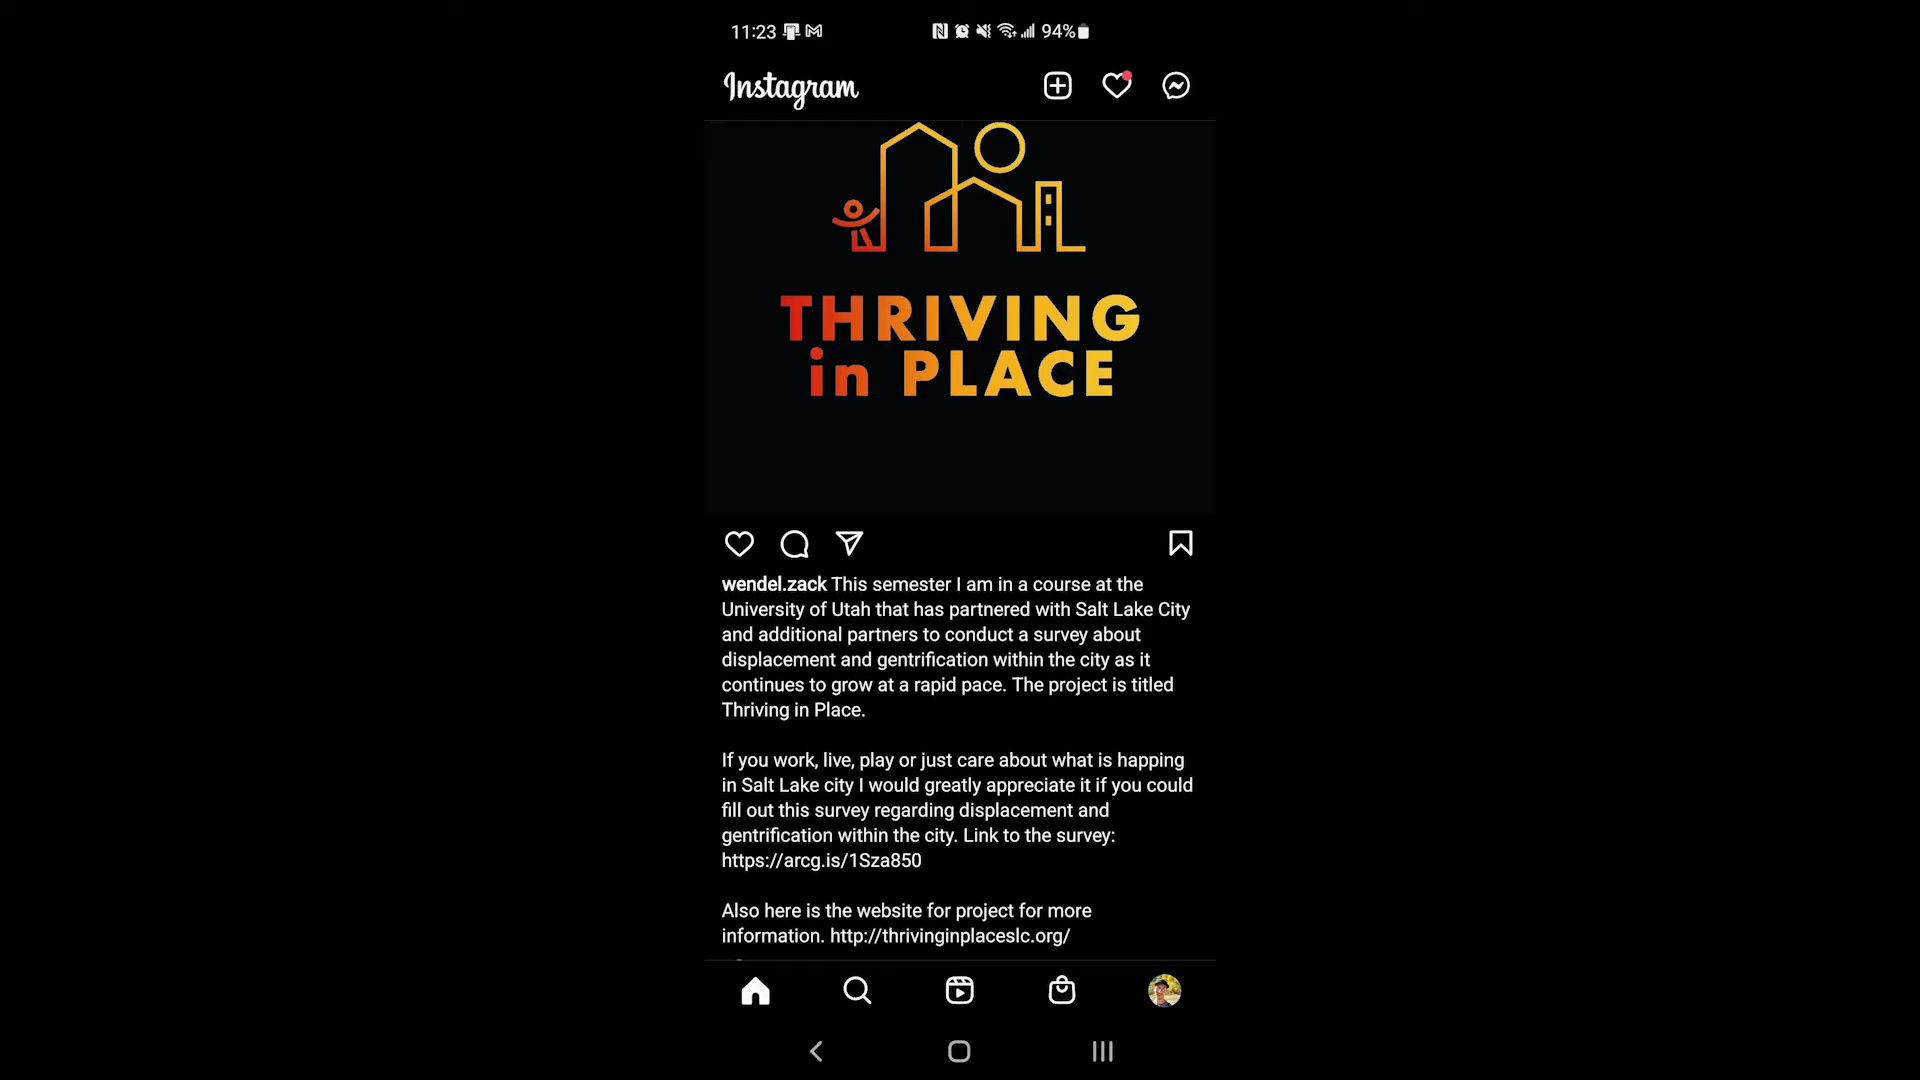 11:23 94%
Instagram
THRIVING
in PLACE
wendel.zack This semester I am in a course at the
University of Utah that has partnered with Salt Lake City
and additional partners to conduct a survey about
displacement and gentrification within the city as it
continues to grow at a rapid pace. The project is titled
Thriving in Place.
If you work, live, play or just care about what is happing
in Salt Lake city I would greatly appreciate it if you could
fill out this survey regarding displacement and
gentrification within the city. Link to the survey:
https://arcg.is/1Sza850
Also here is the website for project for more
information. http://thrivinginplaceslc.org/